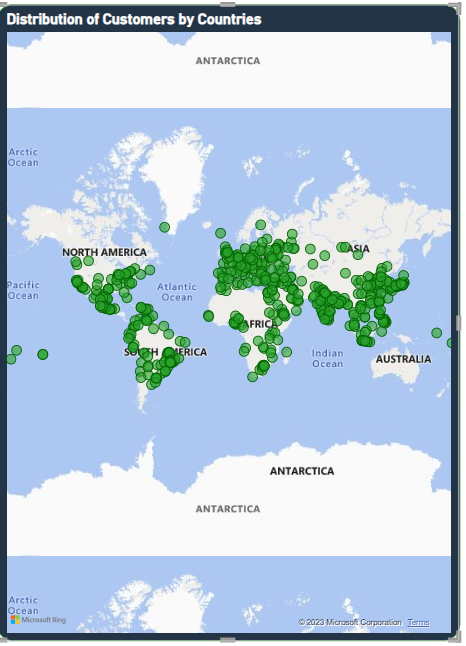 Distribution of Customers by Countries
ANTARCTICA
Arctic
Ocean
NORTH AMERICA
ASIA
Pacific
Ocean
Atlantic
Ocean
AFRICA
SOUTH AMERICA
Indian
Ocean
AUSTRALIA
ANTARCTICA
ANTARCTICA
Arctic
Ocean
Microsoft Bing
© 2023 Microsoft Corporation Terms